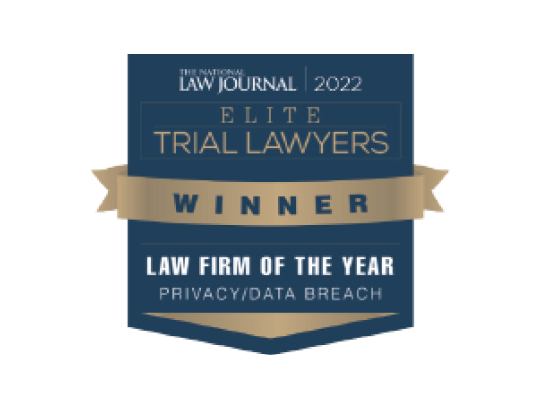 THE NATIONAL
LAW JOURNAL | 2022
ELITE
TRIAL LAWYERS
WINNER
LAW FIRM OF THE YEAR
PRIVACY/DATA BREACH